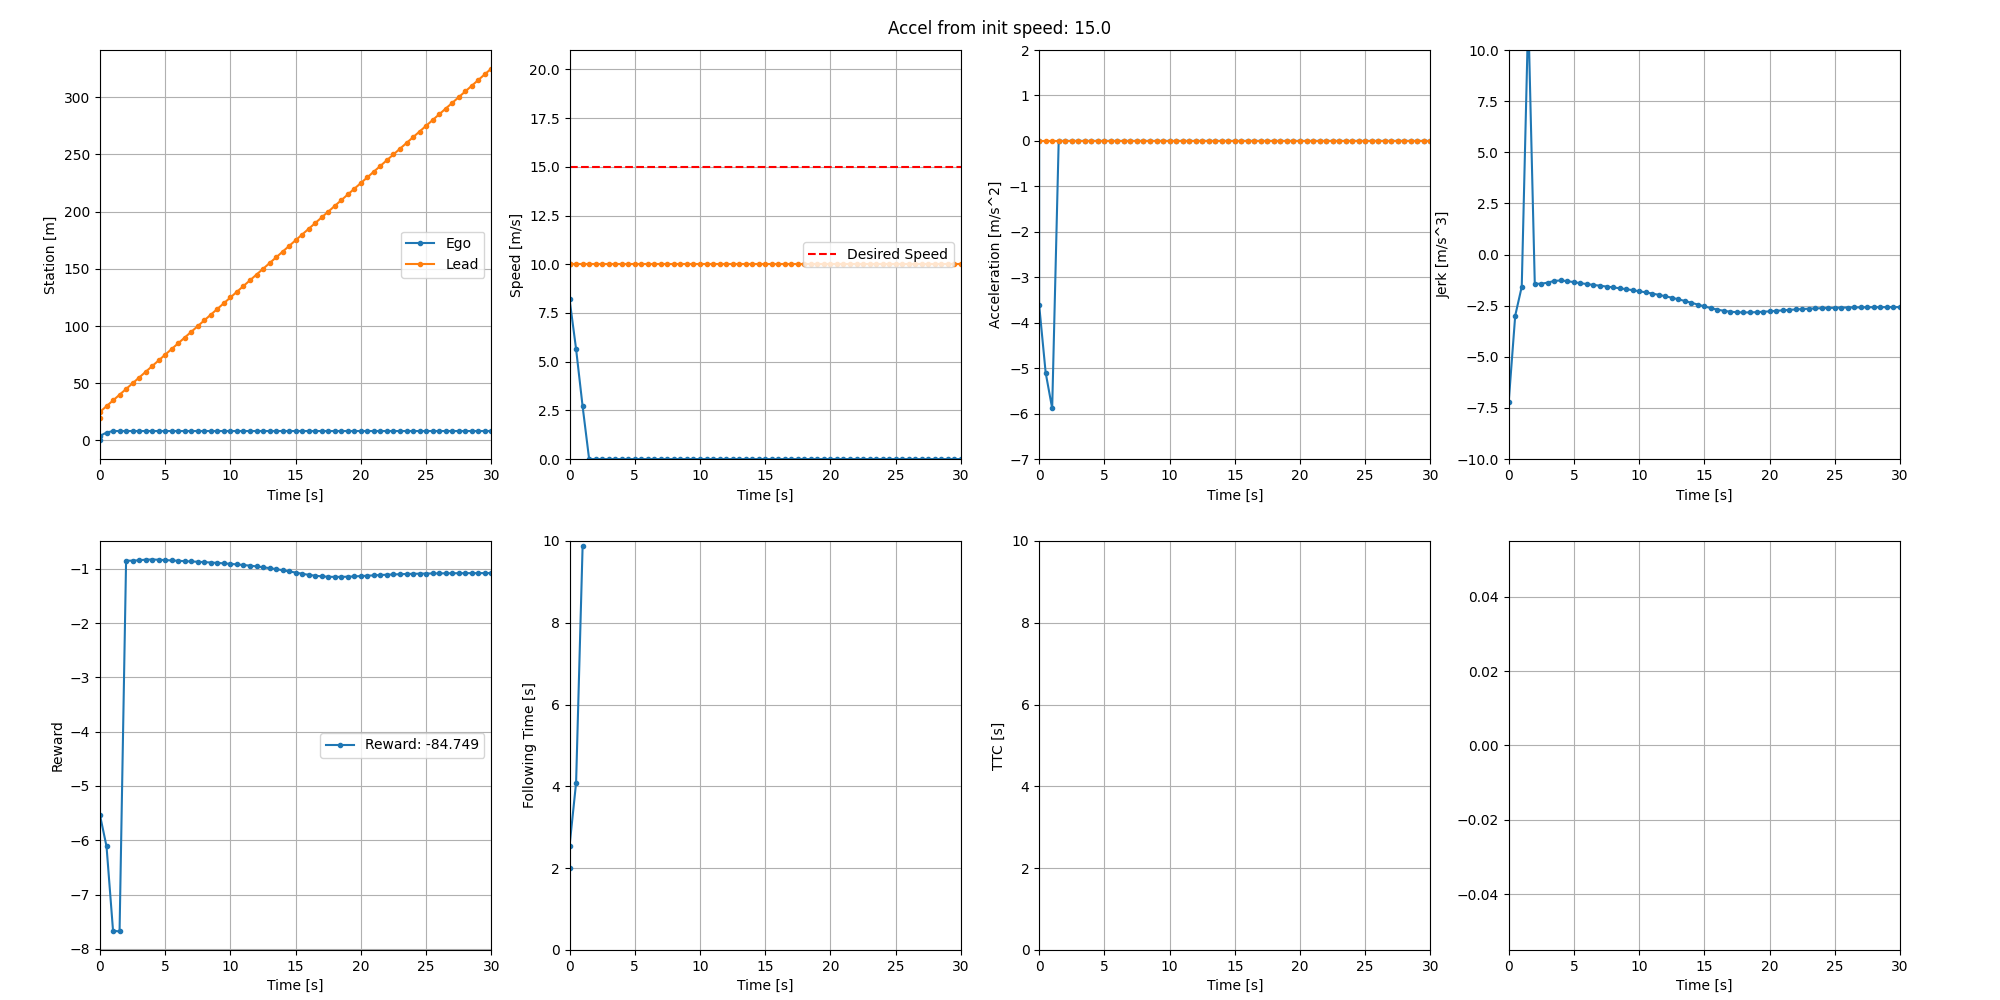 Accel from init speed: 15.0
300
250
200
150
100
50
0
Station [m]
0 5 10 15 20 25 30
Time [s]
Ego
Lead
20.0
17.5
15.0
12.5
10.0
7.5
5.0
2.5
0.0
Speed [m/s]
0 5 10 15 20 25 30
Time [s]
Desired Speed
2
1
0
−1
−2
−3
−4
−5
−6
−7
Acceleration [m/s^2]
0 5 10 15 20 25 30
Time [s]
10.0
7.5
5.0
2.5
0.0
−2.5
−5.0
−7.5
−10.0
Jerk [m/s^3]
0 5 10 15 20 25 30
Time [s]
−1
−2
−3
−4
−5
−6
−7
−8
Reward
0 5 10 15 20 25 30
Time [s]
Reward: -84.749
10
8
6
4
2
0
Following Time [s]
0 5 10 15 20 25 30
Time [s]
10
8
6
4
2
0
TTC [s]
0 5 10 15 20 25 30
Time [s]
0.04
0.02
0.00
−0.02
−0.04
0 5 10 15 20 25 30
Time [s]